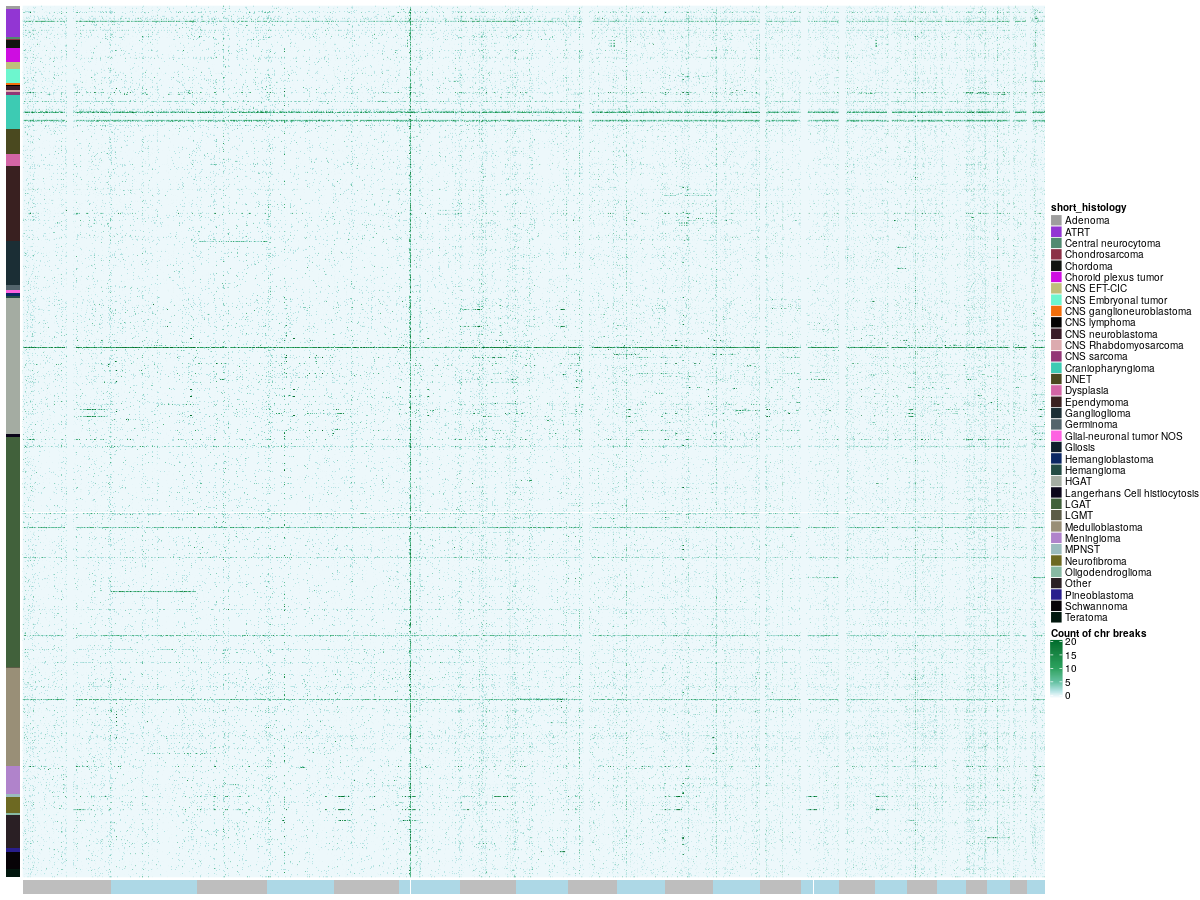 short_histology
Adenoma
ATRT
Central neurocytoma
Chondrosarcoma
Chordoma
Choroid plexus tumor
CNS EFT-CIC
CNS Embryonal tumor
CNS ganglioneuroblastoma
CNS lymphoma
CNS neuroblastoma
CNS Rhabdomyosarcoma
CNS sarcoma
Craniopharyngioma
DNET
Dysplasia
Ependymoma
Ganglioglioma
Germinoma
Glial-neuronal tumor NOS
Gliosis
Hemangioblastoma
Hemangioma
HGAT
Langerhans Cell histiocytosis
LGAT
LGMT
Medulloblastoma
Meningioma
MPNST
Neurofibroma
Oligodendroglioma
Other
Pineoblastoma
Schwannoma
Teratoma
Count of chr breaks
20
15
10
5
0